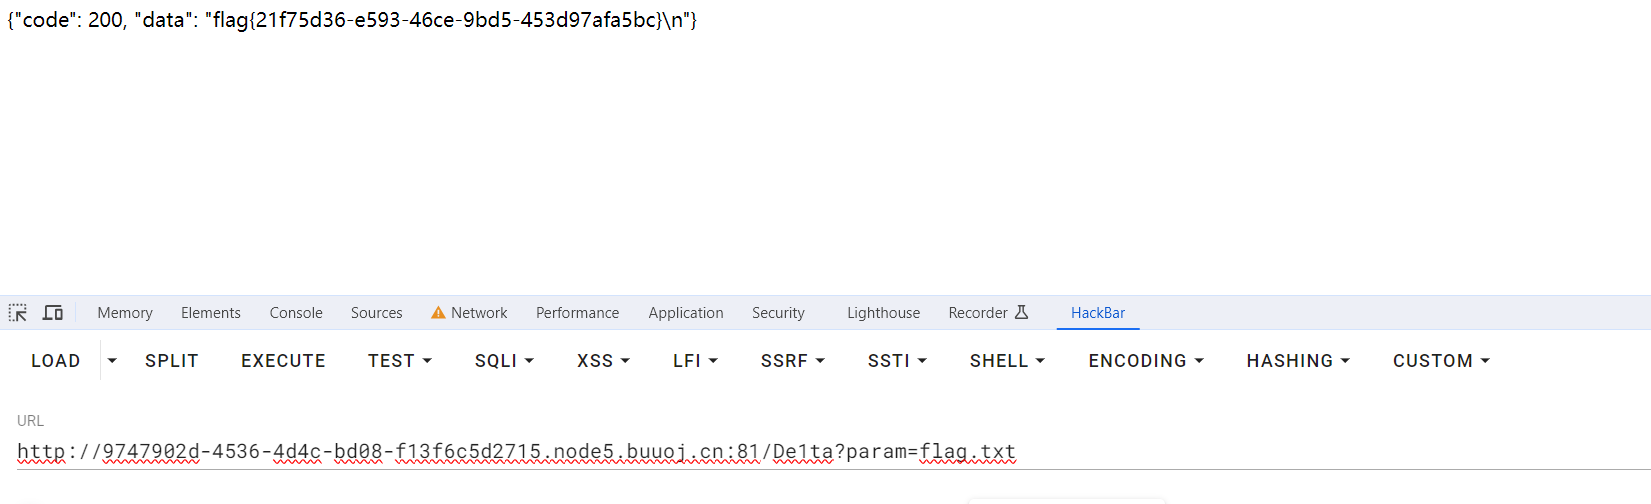 {"code": 200, "data": "flag{21f75d36-e593-46ce-9bd5-453d97afa5bc}\n"}
Memory Elements Console Sources Network Performance Application Security Lighthouse Recorder HackBar
LOAD SPLIT EXECUTE TEST SQLI XSS LFI SSRF SSTI SHELL ENCODING HASHING CUSTOM
URL
http://9747902d-4536-4d4c-bd08-f13f6c5d2715.node5.buuoj.cn:81/De1ta?param=flag.txt